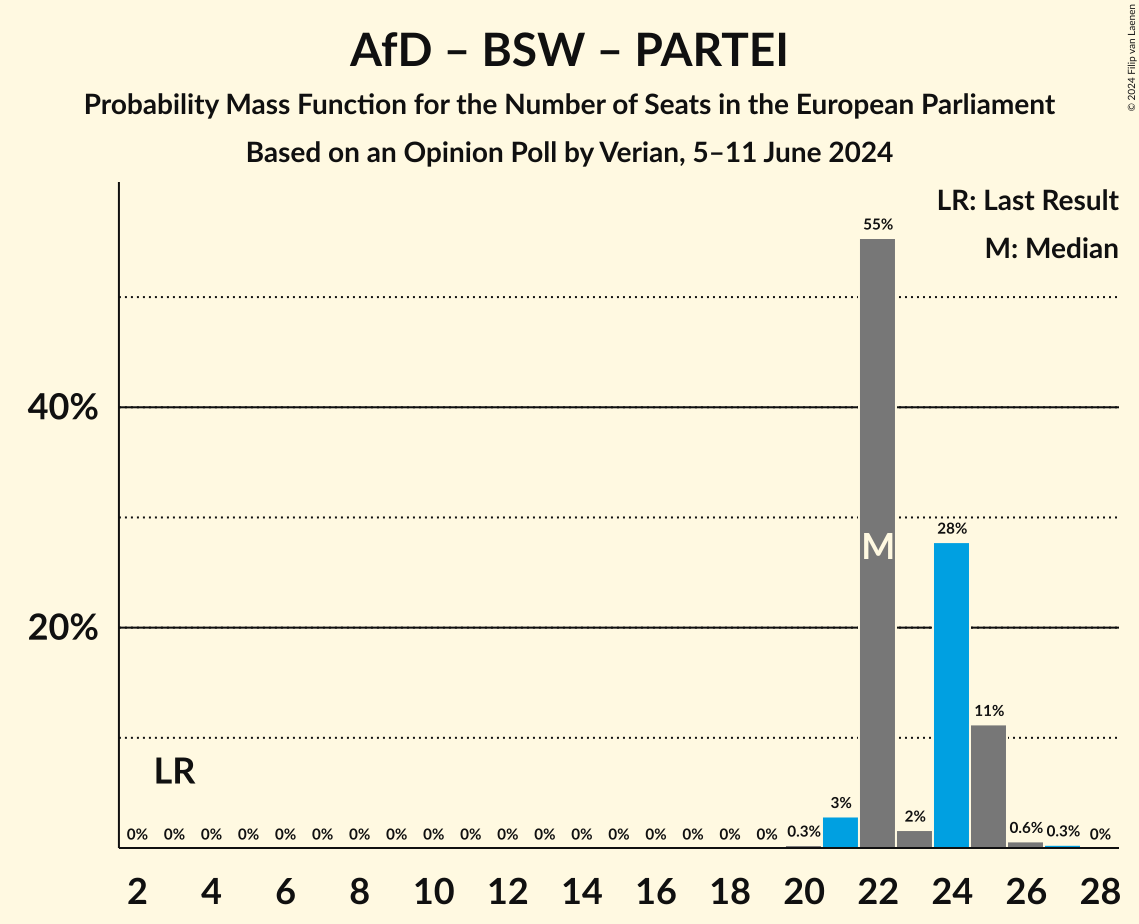 AfD – BSW – PARTEI
Probability Mass Function for the Number of Seats in the European Parliament
Based on an Opinion Poll by Verian, 5–11 June 2024
© 2024 Filip van Laenen
LR: Last Result
M: Median
55%
40%
28%
M
20%
11%
LR
3%
2%
0% 0% 0% 0% 0% 0% 0% 0% 0% 0% 0% 0% 0% 0% 0% 0% 0% 0% 0.3% 0.6% 0.3% 0%
2 4 6 8 10 12 14 16 18 20 22 24 26 28